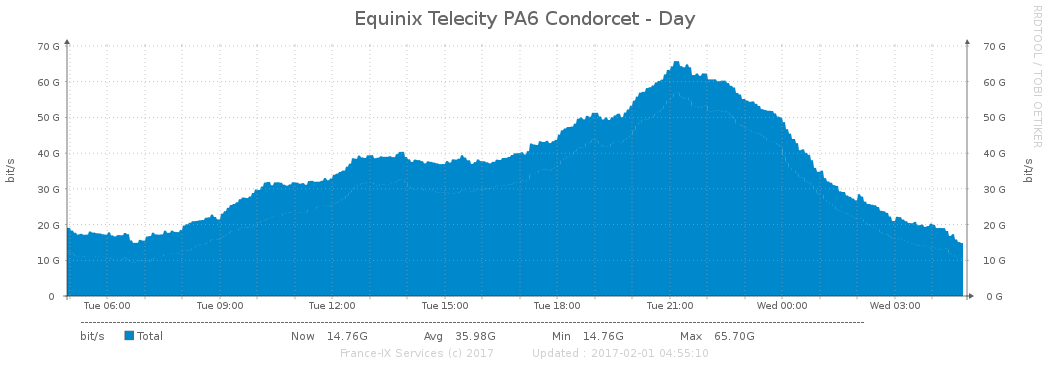 Equinix Telecity PA6 Condorcet - Day
RRDTOOL / TOBI OETIKER
bit/s
70 G
60 G
50 G
40 G
30 G
20 G
10 G
0
70 G
60 G
50 G
40 G
30 G
20 G
10 G
0 G
bit/s
Tue 06:00 Tue 09:00 Tue 12:00 Tue 15:00 Tue 18:00 Tue 21:00 Wed 00:00 Wed 03:00
bit/s Total Now 14.76G Avg 35.98G Min 14.76G Max 65.70G
France-IX Services (c) 2017 Updated : 2017-02-01 04:55:10